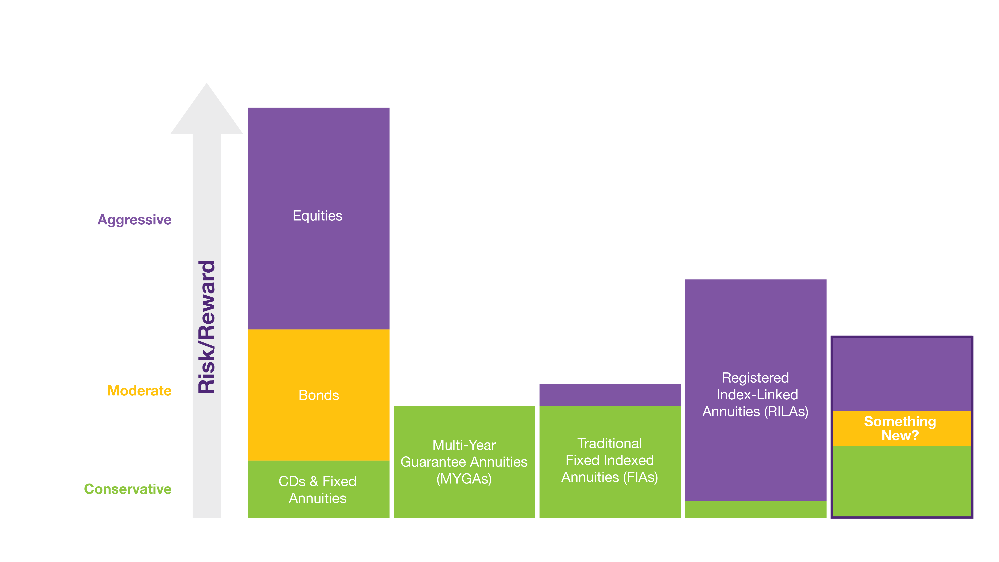 Aggressive
Moderate
Conservative
Risk/Reward
Equities
Bonds
CDs & Fixed
Annuities
Multi-Year
Guarantee Annuities
(MYGAs)
Traditional
Fixed Indexed
Annuities (FIAs)
Registered
Index-Linked
Annuities (RILAs)
Something
New?